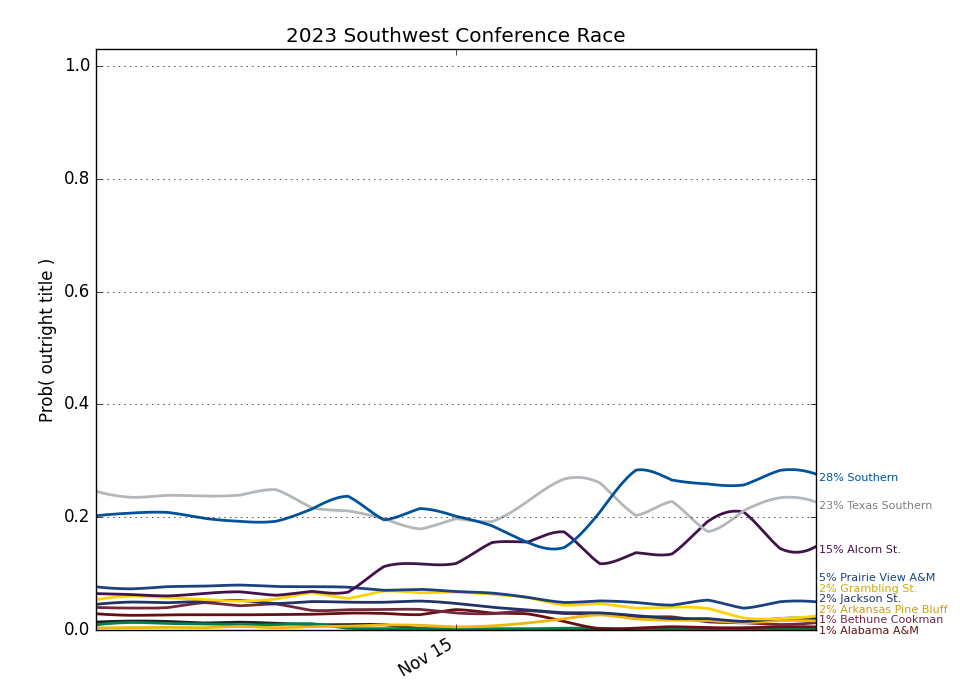 2023 Southwest Conference Race
1.0
0.8
0.6
0.4
0.2
0.0
Prob( outright title )
Nov 15
28% Southern
23% Texas Southern
15% Alcorn St.
5% Prairie View A&M
2% Grambling St.
2% Jackson St.
2% Arkansas Pine Bluff
1% Bethune Cookman
1% Alabama A&M